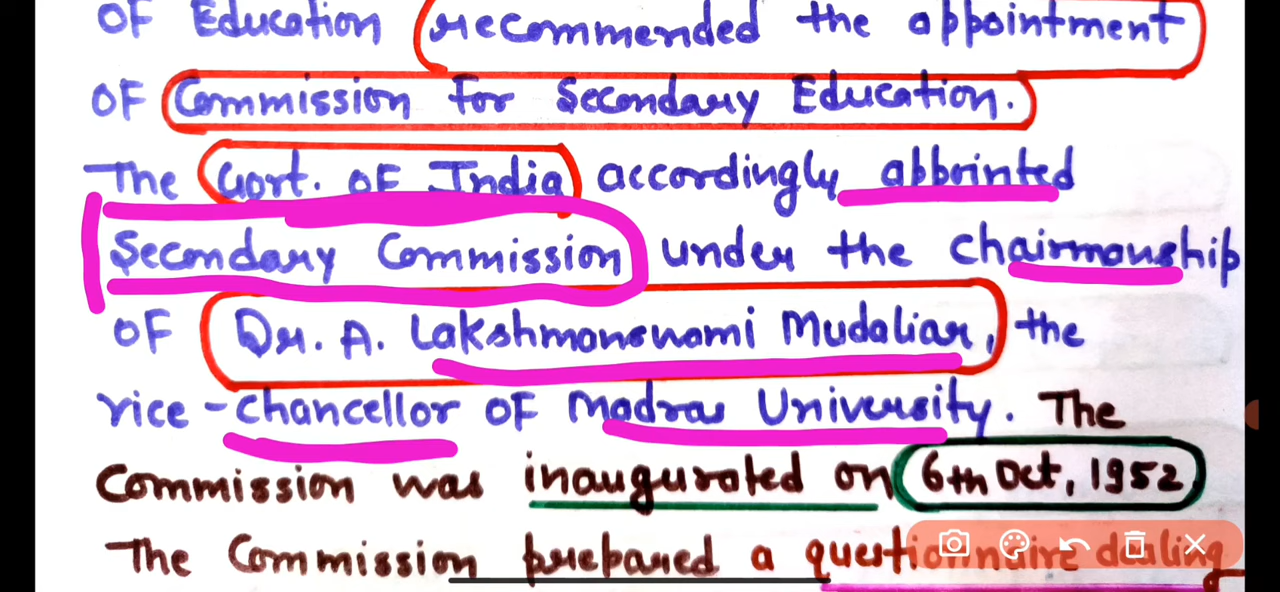 OF Education recommended the appointment
OF Commission For Secondary Education.
The Govt. OF India accordingly appointed
Secondary Commission under the chairmanship
OF Dr. A. Lakshmanswami Mudaliar, the
vice-chancellor OF Madras University. The
Commission was inaugurated on 6th Oct, 1952
The Commission prepared a questionnaire dealing